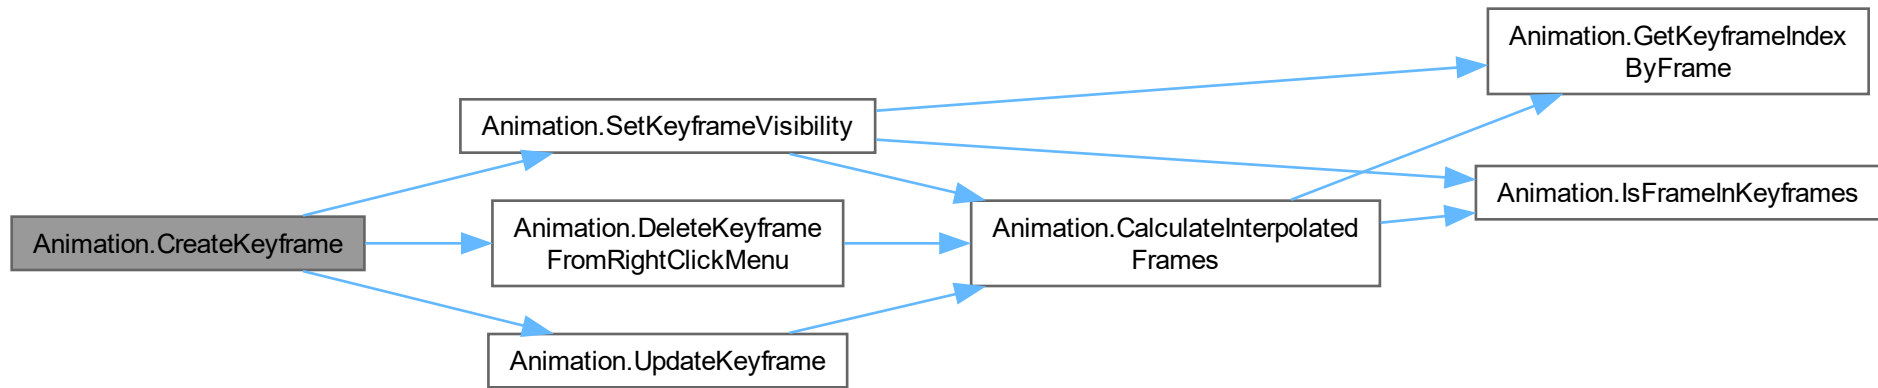 Animation.CreateKeyframe
Animation.SetKeyframeVisibility
Animation.DeleteKeyframe
FromRightClickMenu
Animation.UpdateKeyframe
Animation.CalculateInterpolated
Frames
Animation.GetKeyframeIndex
ByFrame
Animation.IsFrameInKeyframes